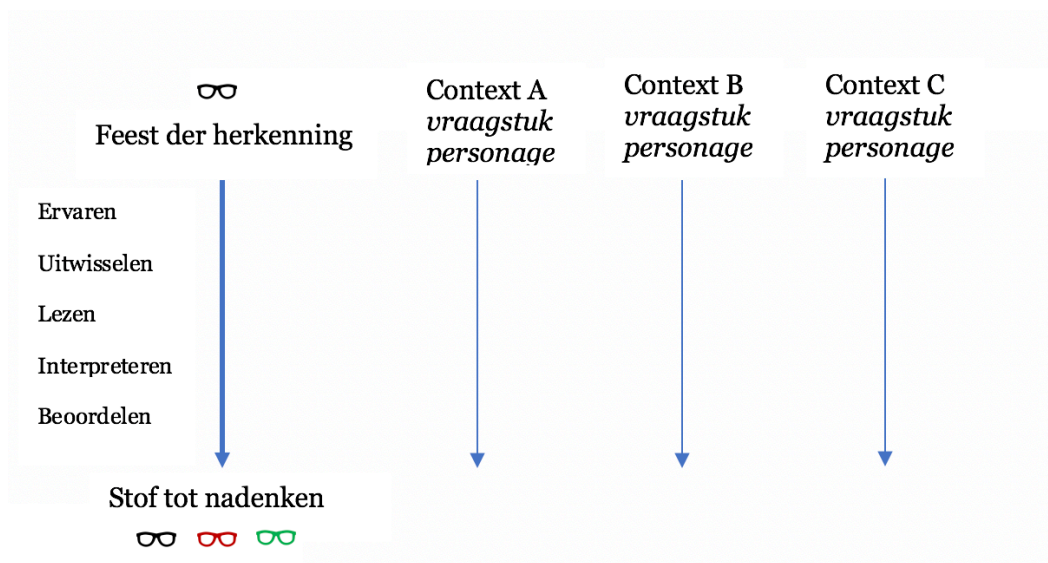 Feest der herkenning
Context A
vraagstuk
personage
Context B
vraagstuk
personage
Context C
vraagstuk
personage
Ervaren
Uitwisselen
Lezen
Interpreteren
Beoordelen
Stof tot nadenken